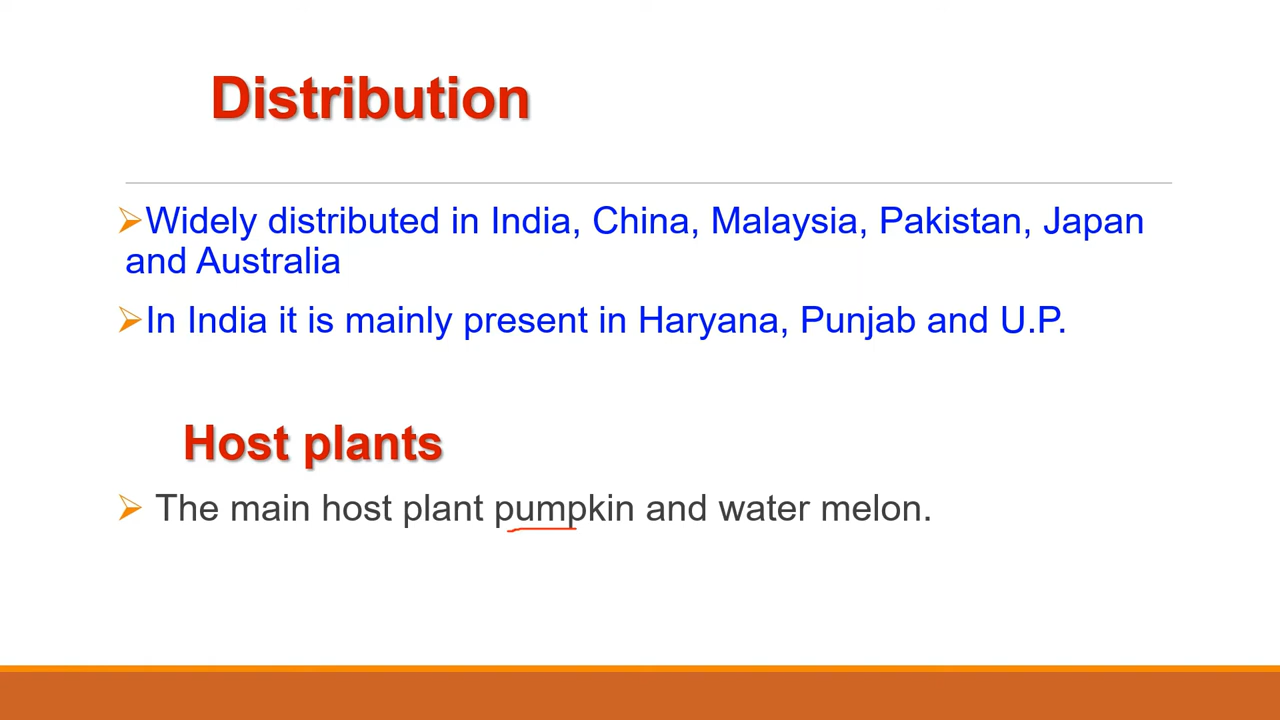 Distribution
Widely distributed in India, China, Malaysia, Pakistan, Japan
and Australia
In India it is mainly present in Haryana, Punjab and U.P.
Host plants
The main host plant pumpkin and water melon.